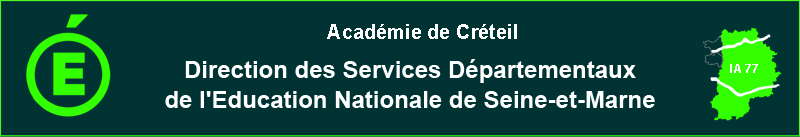 Académie de Créteil
É
Direction des Services Départementaux
de l'Education Nationale de Seine-et-Marne
IA 77